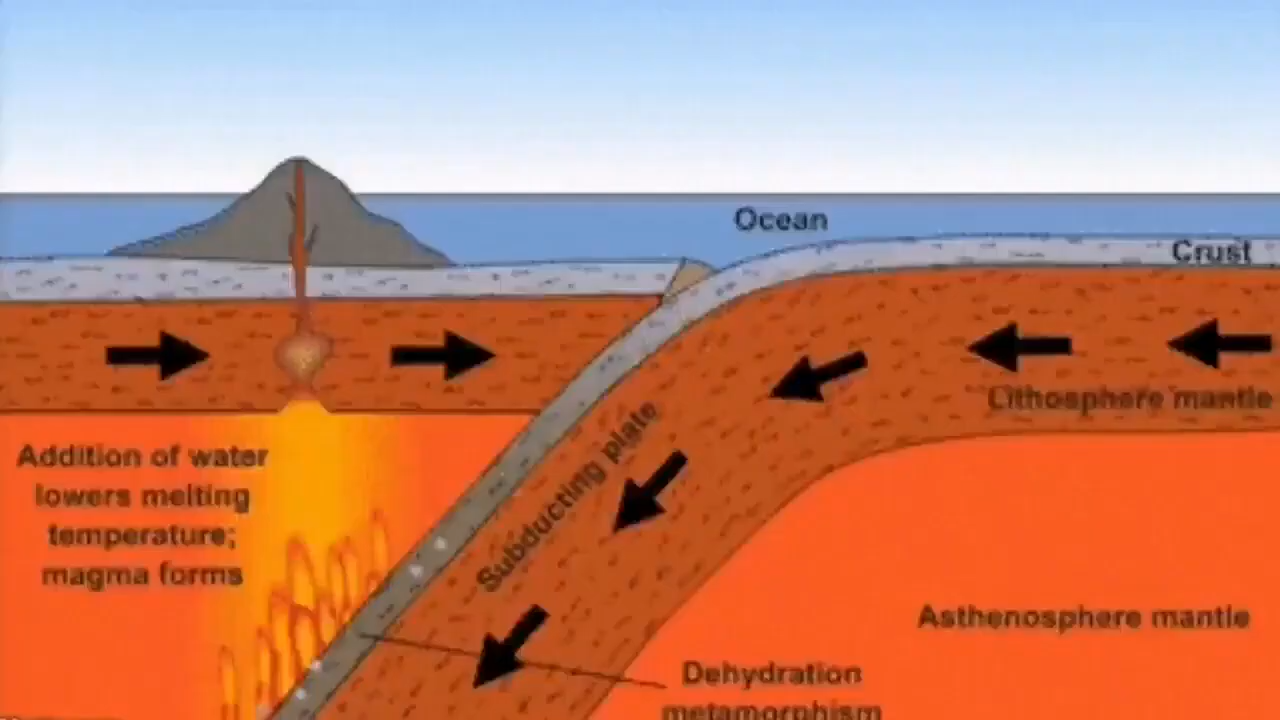 Ocean
Crust
Lithosphere mantle
Subducting plate
Addition of water
lowers melting
temperature;
magma forms
Asthenosphere mantle
Dehydration
metamorphism